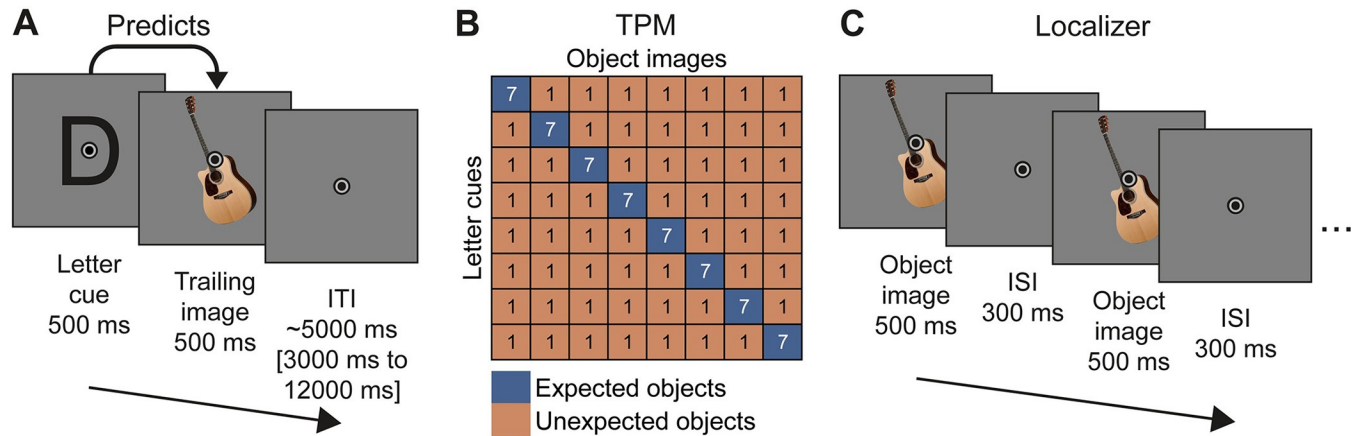 A
Predicts
D
Letter
cue
500 ms
Trailing
image
500 ms
ITI
~5000 ms
[3000 ms to
12000 ms]
B
TPM
Object images
Letter cues
7 1 1 1 1 1 1 1
1 7 1 1 1 1 1 1
1 1 7 1 1 1 1 1
1 1 1 7 1 1 1 1
1 1 1 1 7 1 1 1
1 1 1 1 1 7 1 1
1 1 1 1 1 1 7 1
1 1 1 1 1 1 1 7
Expected objects
Unexpected objects
C
Localizer
Object
image
500 ms
ISI
300 ms
Object
image
500 ms
ISI
300 ms
...